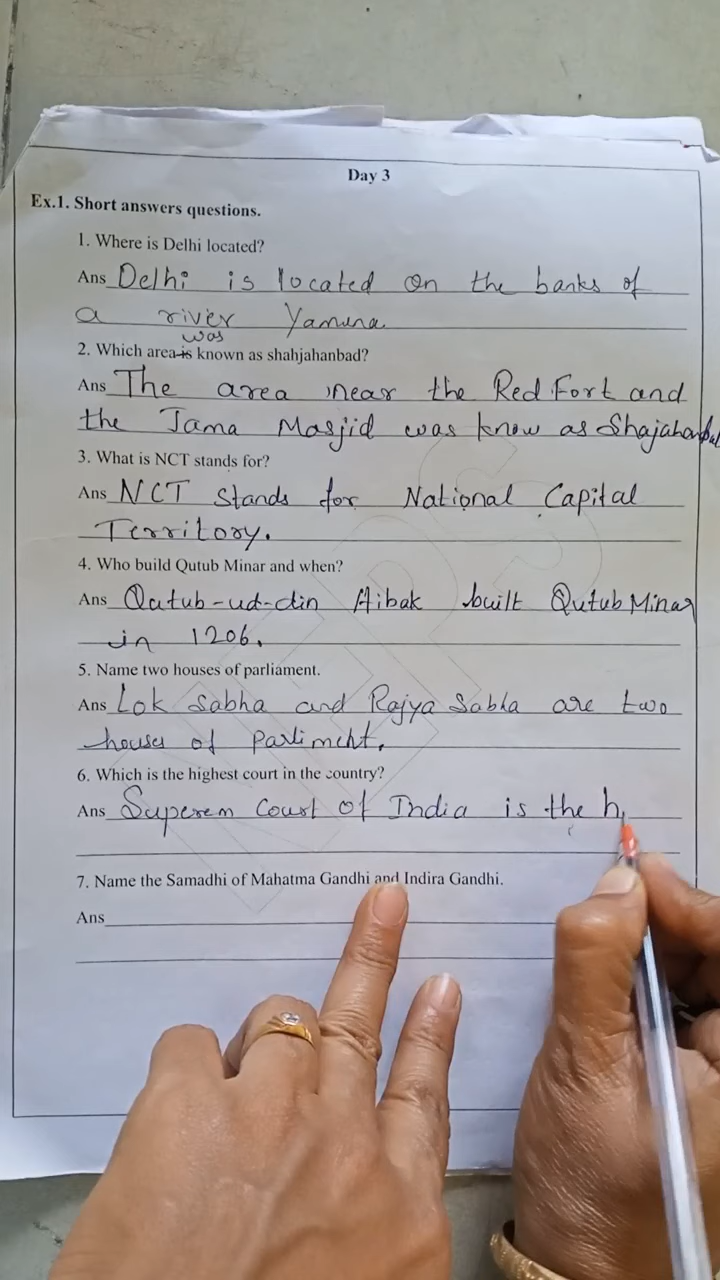 Day 3
Ex.1. Short answers questions.
1. Where is Delhi located?
Ans Delhi is located on the banks of
a river Yamuna
was
2. Which area is known as shahjahanbad?
Ans The area near the Red Fort and
the Jama Masjid was know as Shajahanbad
3. What is NCT stands for?
Ans NCT Stands for National Capital
Territory.
4. Who build Qutub Minar and when?
Ans Qutub-ud-din Aibak built Qutub Minar
in 1206.
5. Name two houses of parliament.
Ans Lok Sabha and Rajya Sabha are two
houses of Parliment.
6. Which is the highest court in the country?
Ans Superem Court of India is the h
7. Name the Samadhi of Mahatma Gandhi and Indira Gandhi.
Ans